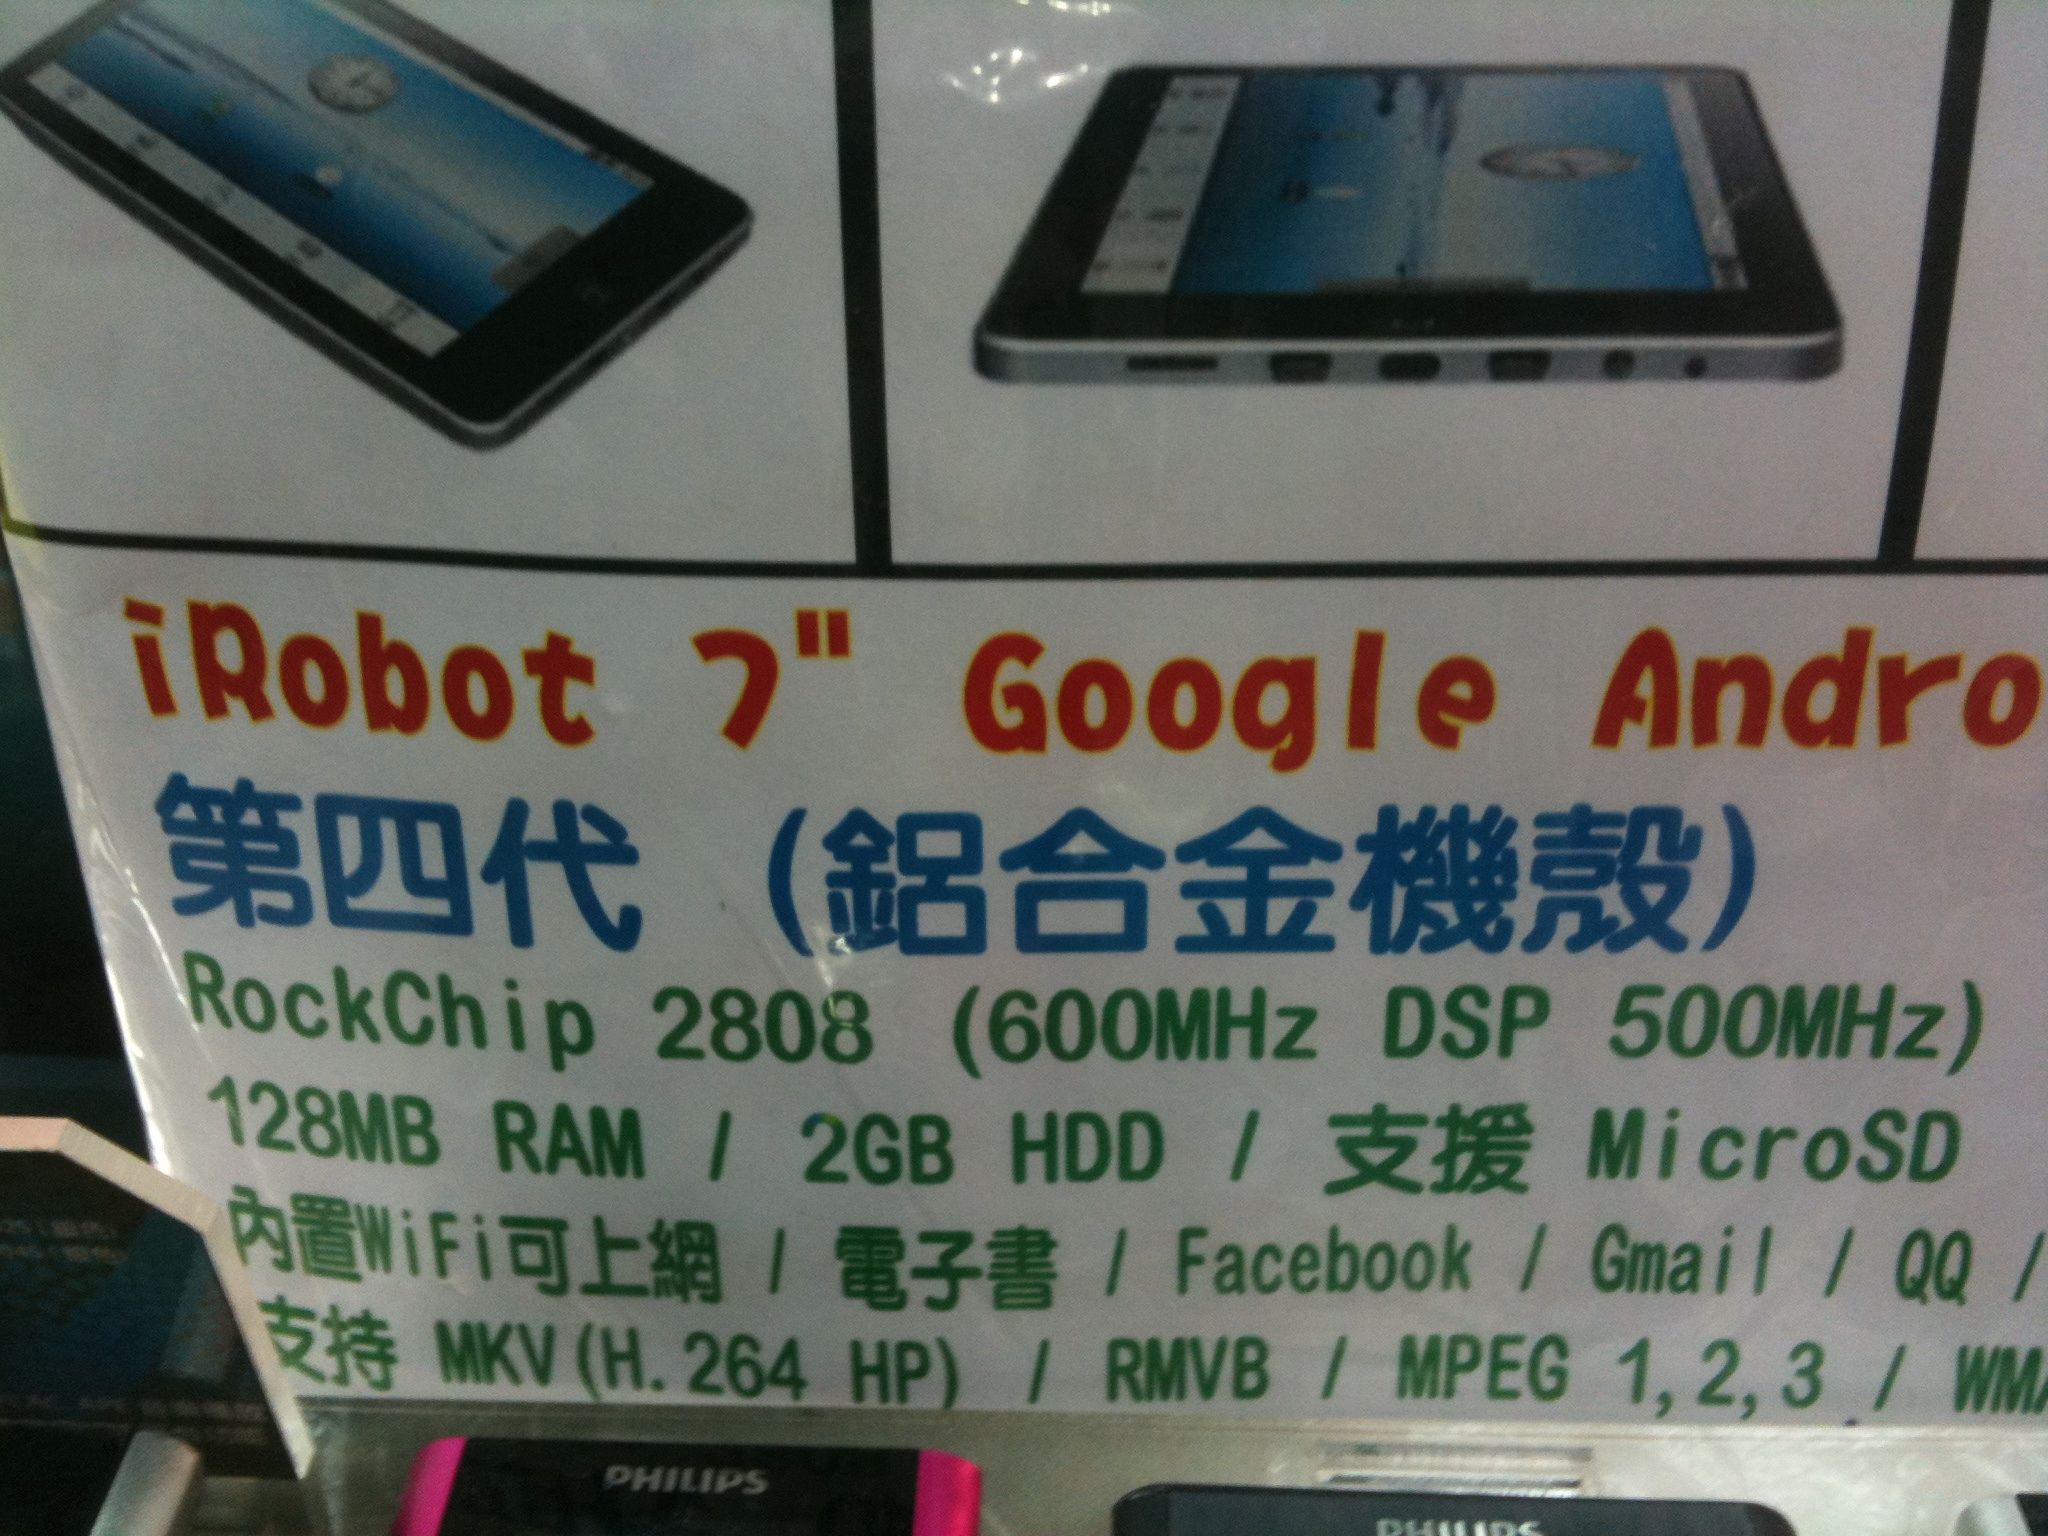 iRobot 7" Google Andro
第四代 (鋁合金機殼)
RockChip 2808 (600MHz DSP 500MHz)
128MB RAM / 2GB HDD / 支援 MicroSD
內置WiFi可上網 / 電子書 / Facebook / Gmail / QQ /
支持 MKV(H.264 HP) / RMVB / MPEG 1,2,3 / WMA
PHILIPS
PHILIPS